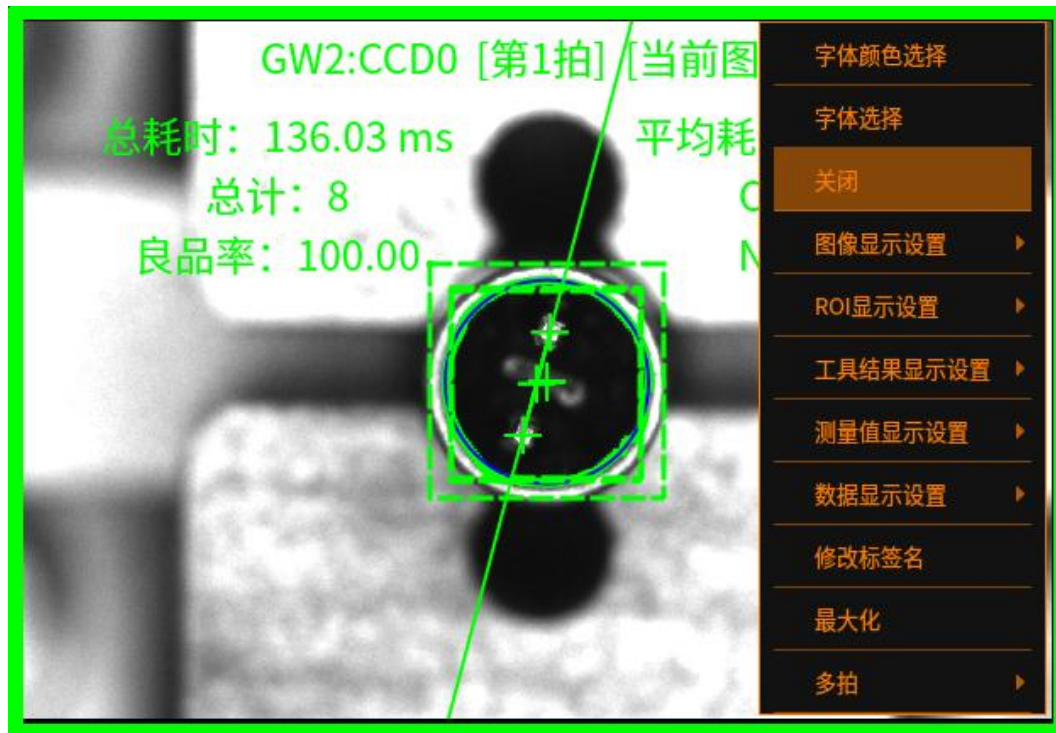 GW2:CCD0 [第1拍] [当前图
总耗时：136.03 ms
平均耗
总计：8
良品率：100.00
字体颜色选择
字体选择
关闭
图像显示设置
ROI显示设置
工具结果显示设置
测量值显示设置
数据显示设置
修改标签名
最大化
多拍